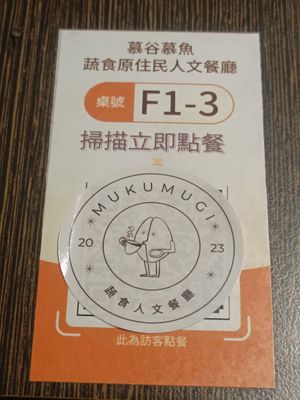 慕谷慕魚
蔬食原住民人文餐廳
桌號 F1-3
掃描立即點餐
MUKUMUGI
20 23
蔬食人文餐廳
此為訪客點餐